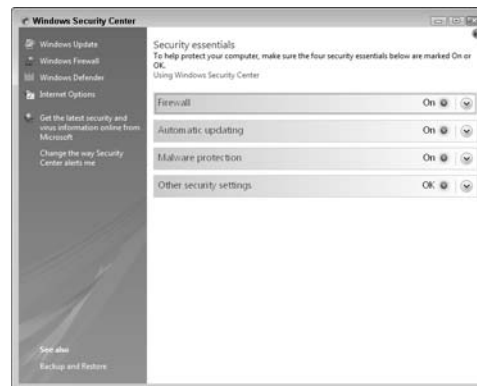 Windows Security Center
Windows Update
Windows Firewall
Windows Defender
Internet Options
Get the latest security and
virus information online from
Microsoft
Change the way Security
Center alerts me
See also
Backup and Restore
Security essentials
To help protect your computer, make sure the four security essentials below are marked On or
OK.
Using Windows Security Center
Firewall On
Automatic updating On
Malware protection On
Other security settings OK